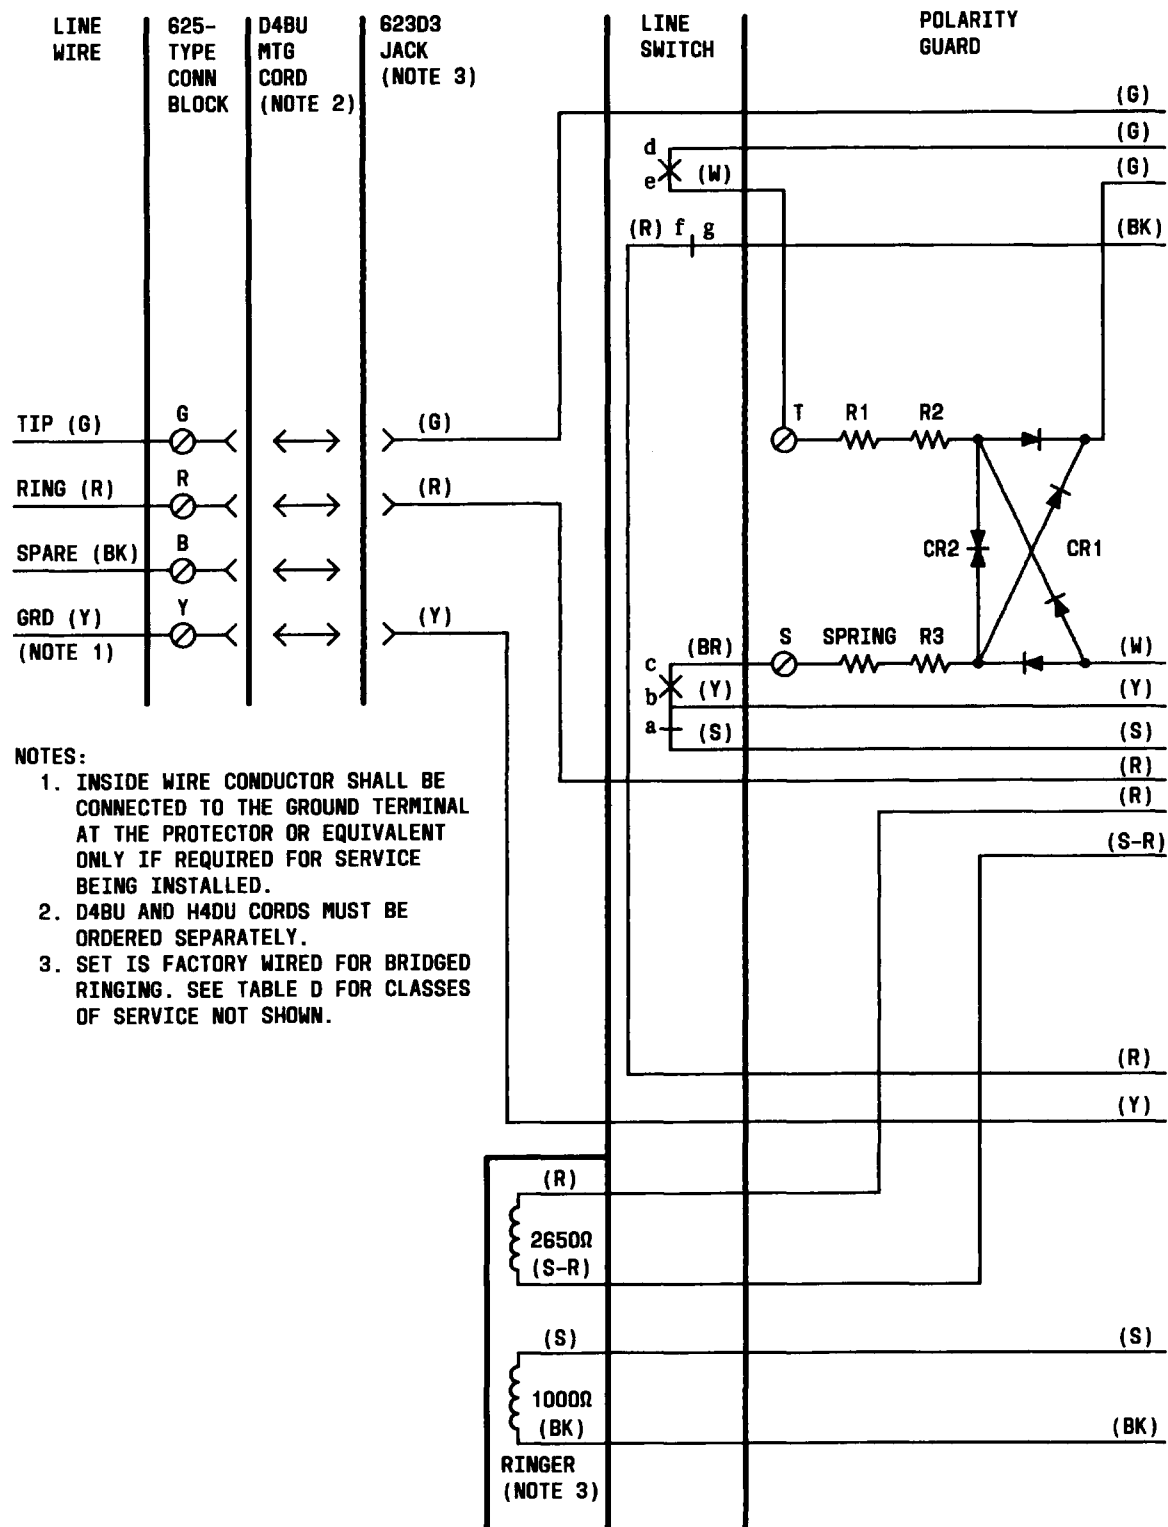 LINE
WIRE
625-
TYPE
CONN
BLOCK
D4BU
MTG
CORD
(NOTE 2)
623D3
JACK
(NOTE 3)
LINE
SWITCH
POLARITY
GUARD
(G)
(G)
d
e
(W)
(G)
(R) f g
(BK)
TIP (G)
G
(G)
T
R1
R2
RING (R)
R
(R)
SPARE (BK)
B
CR2
CR1
GRD (Y)
(NOTE 1)
Y
(Y)
c
(BR)
S
SPRING
R3
(W)
b
(Y)
(Y)
a
(S)
(S)
(R)
(R)
(S-R)
NOTES:
1. INSIDE WIRE CONDUCTOR SHALL BE
CONNECTED TO THE GROUND TERMINAL
AT THE PROTECTOR OR EQUIVALENT
ONLY IF REQUIRED FOR SERVICE
BEING INSTALLED.
2. D4BU AND H4DU CORDS MUST BE
ORDERED SEPARATELY.
3. SET IS FACTORY WIRED FOR BRIDGED
RINGING. SEE TABLE D FOR CLASSES
OF SERVICE NOT SHOWN.
(R)
(Y)
(R)
2650Ω
(S-R)
(S)
(S)
1000Ω
(BK)
(BK)
RINGER
(NOTE 3)